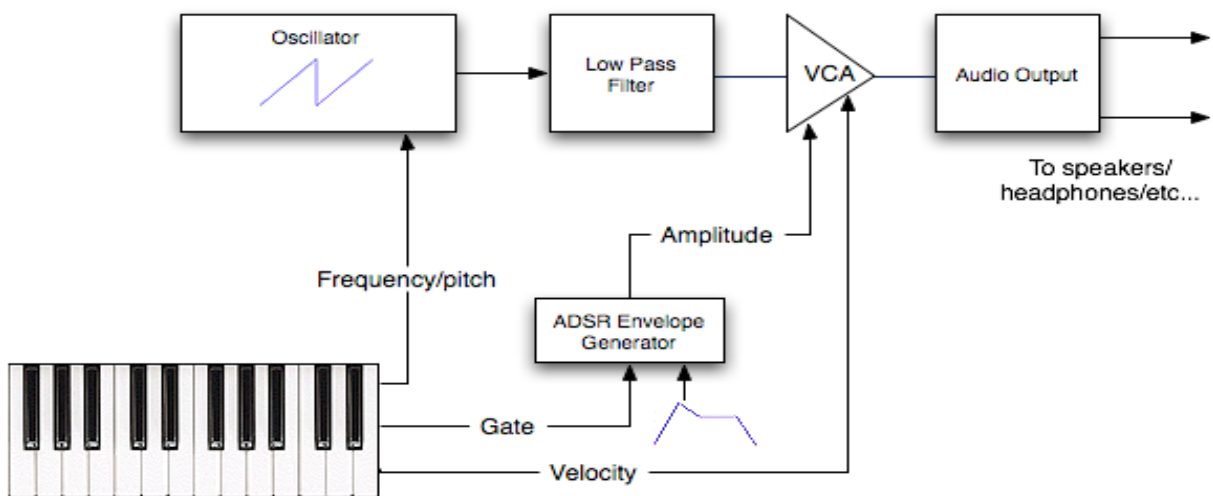 Oscillator
Low Pass
Filter
VCA
Audio Output
To speakers/
headphones/etc...
Amplitude
Frequency/pitch
ADSR Envelope
Generator
Gate
Velocity